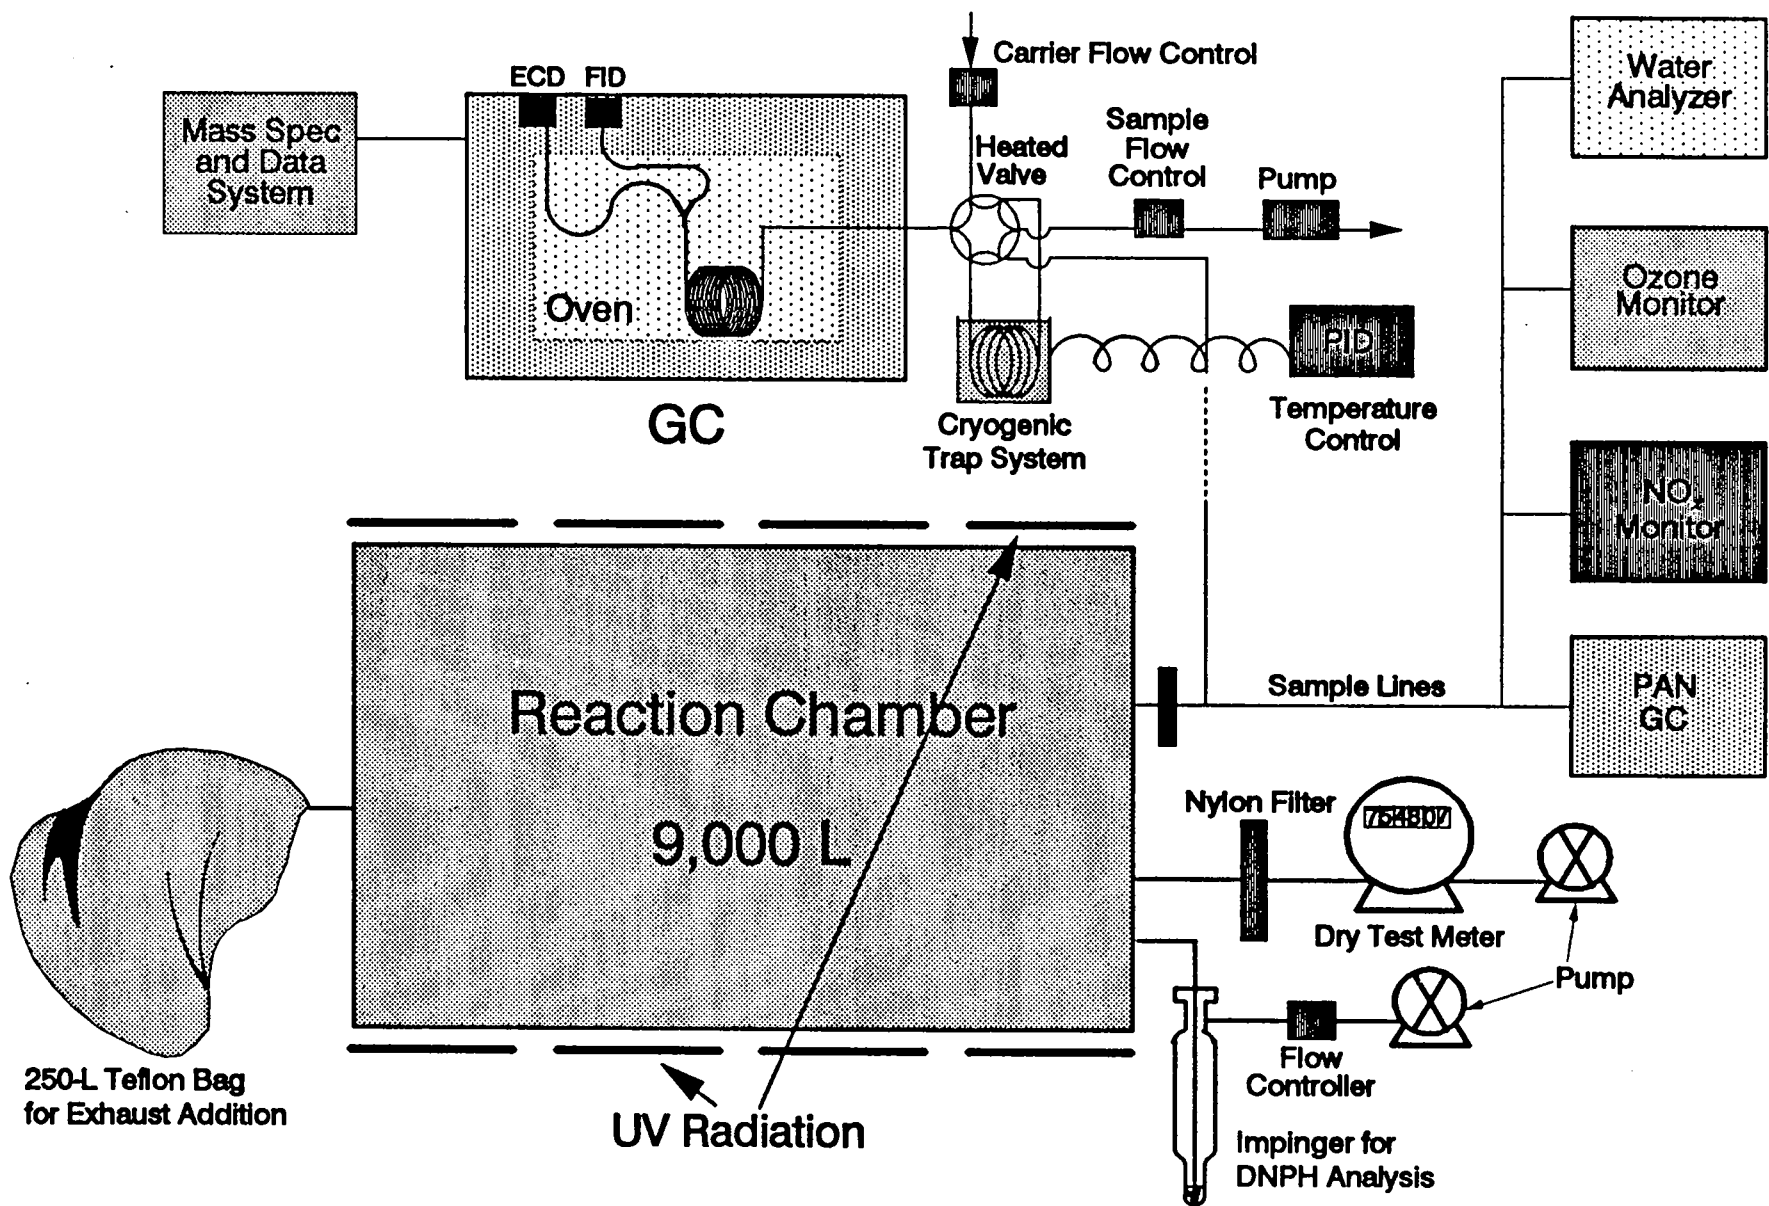 ECD FID
Mass Spec
and Data
System
Oven
GC
Carrier Flow Control
Heated
Valve
Sample
Flow
Control
Pump
Cryogenic
Trap System
PID
Temperature
Control
Water
Analyzer
Ozone
Monitor
NOx
Monitor
PAN
GC
Sample Lines
Reaction Chamber
9,000 L
Nylon Filter
754807
Dry Test Meter
Pump
Flow
Controller
Impinger for
DNPH Analysis
250-L Teflon Bag
for Exhaust Addition
UV Radiation